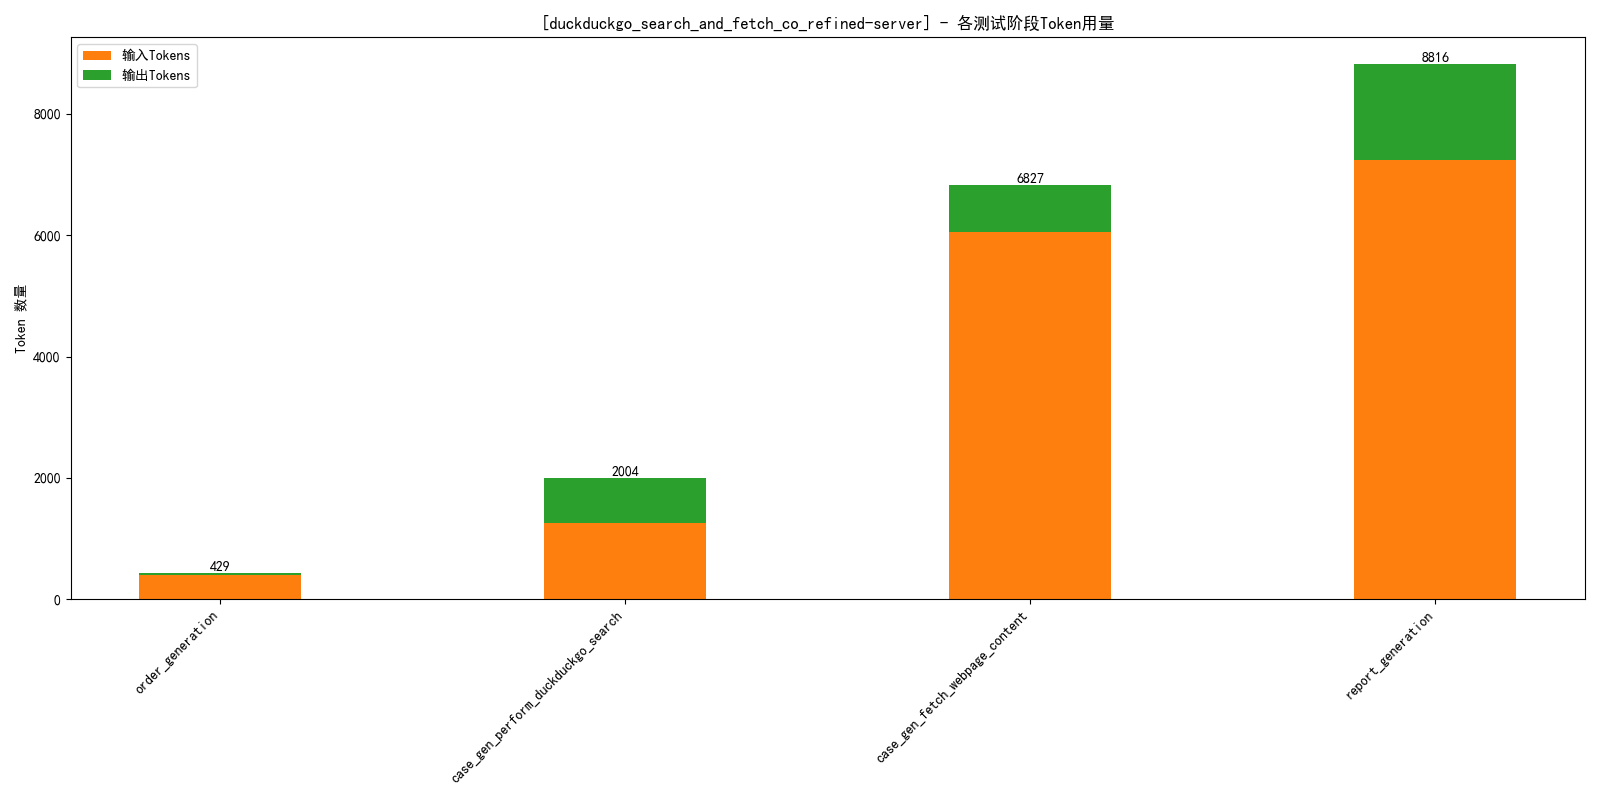 [duckduckgo_search_and_fetch_co_refined-server] - 各测试阶段Token用量
输入Tokens
输出Tokens
Token 数量
8000
6000
4000
2000
0
429
2004
6827
8816
order_generation
case_gen_perform_duckduckgo_search
case_gen_fetch_webpage_content
report_generation